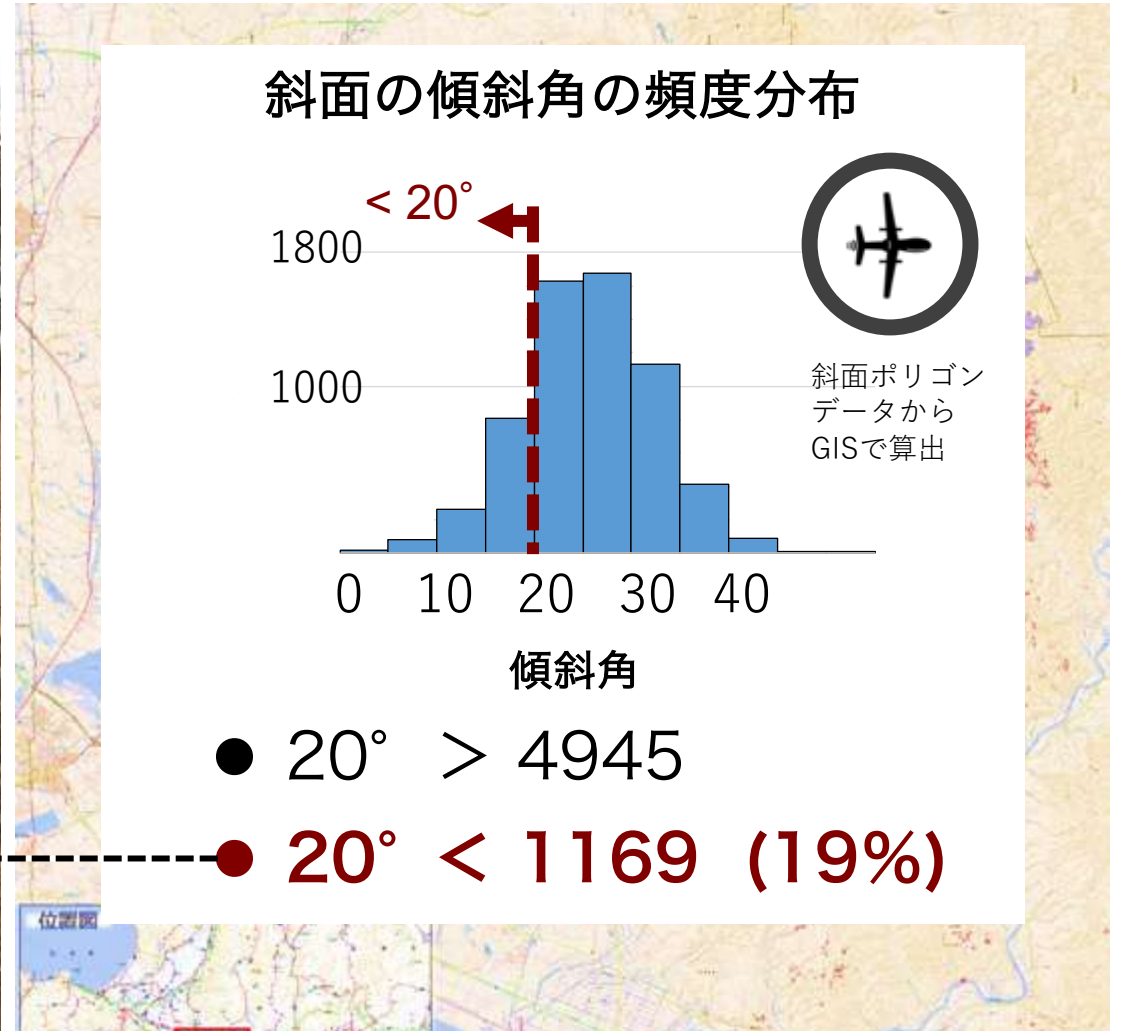 斜面の傾斜角の頻度分布
< 20°
1800
1000
斜面ポリゴン
データから
GISで算出
0 10 20 30 40
傾斜角
● 20° ＞ 4945
● 20° ＜ 1169 (19%)
位置図